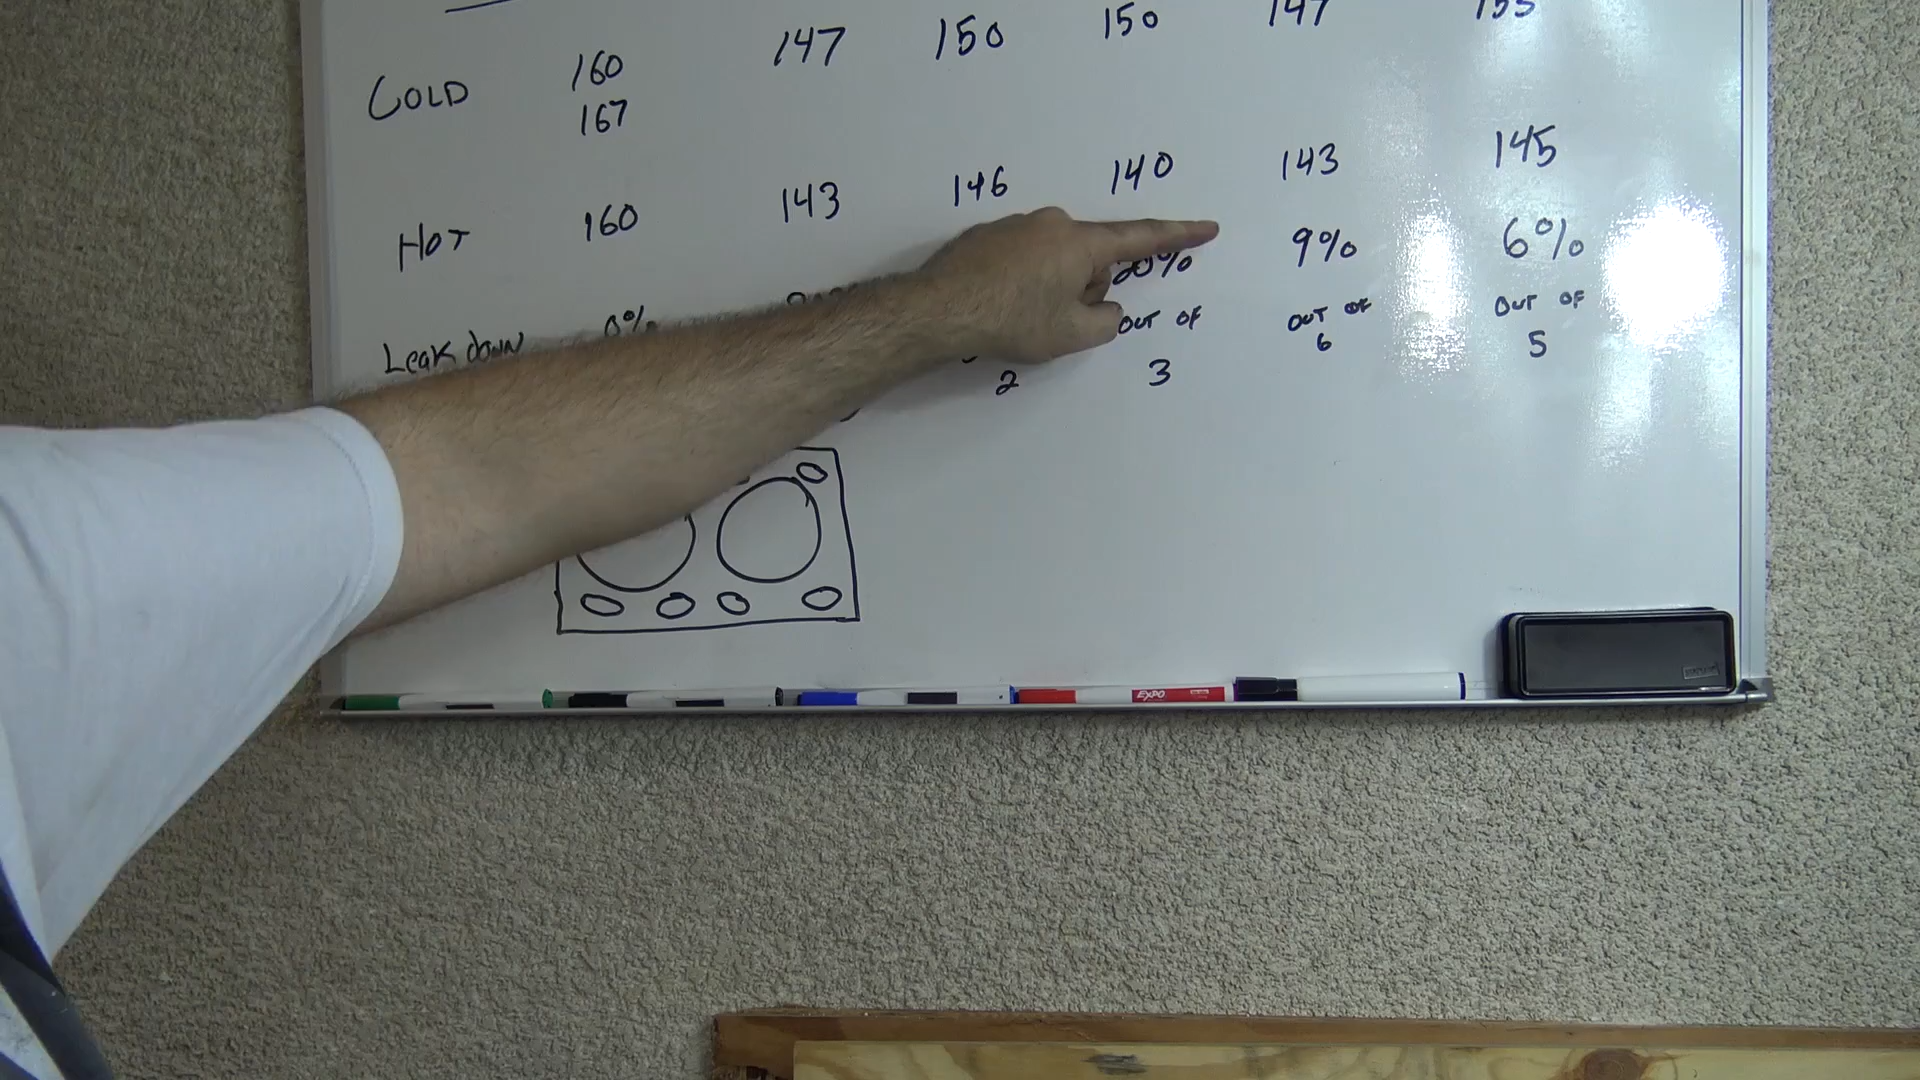 COLD 160 147 150 150 147 155
167
HOT 160 143 146 140 143 145
Leak down 0% 20% 9% 6%
OUT OF OUT OF OUT OF
2 3 6 5
EXPO